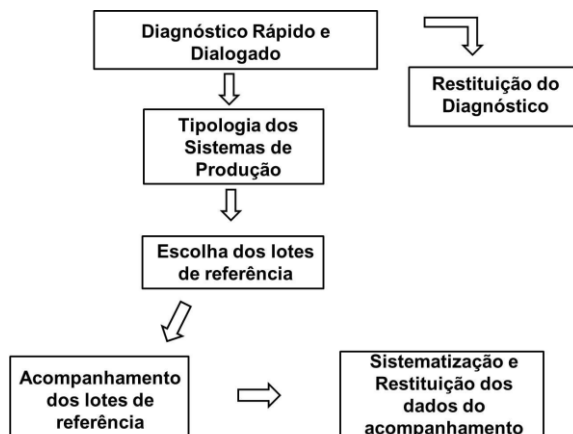 Diagnóstico Rápido e
Dialogado
Restituição do
Diagnóstico
Tipologia dos
Sistemas de
Produção
Escolha dos lotes
de referência
Acompanhamento
dos lotes de
referência
Sistematização e
Restituição dos
dados do
acompanhamento